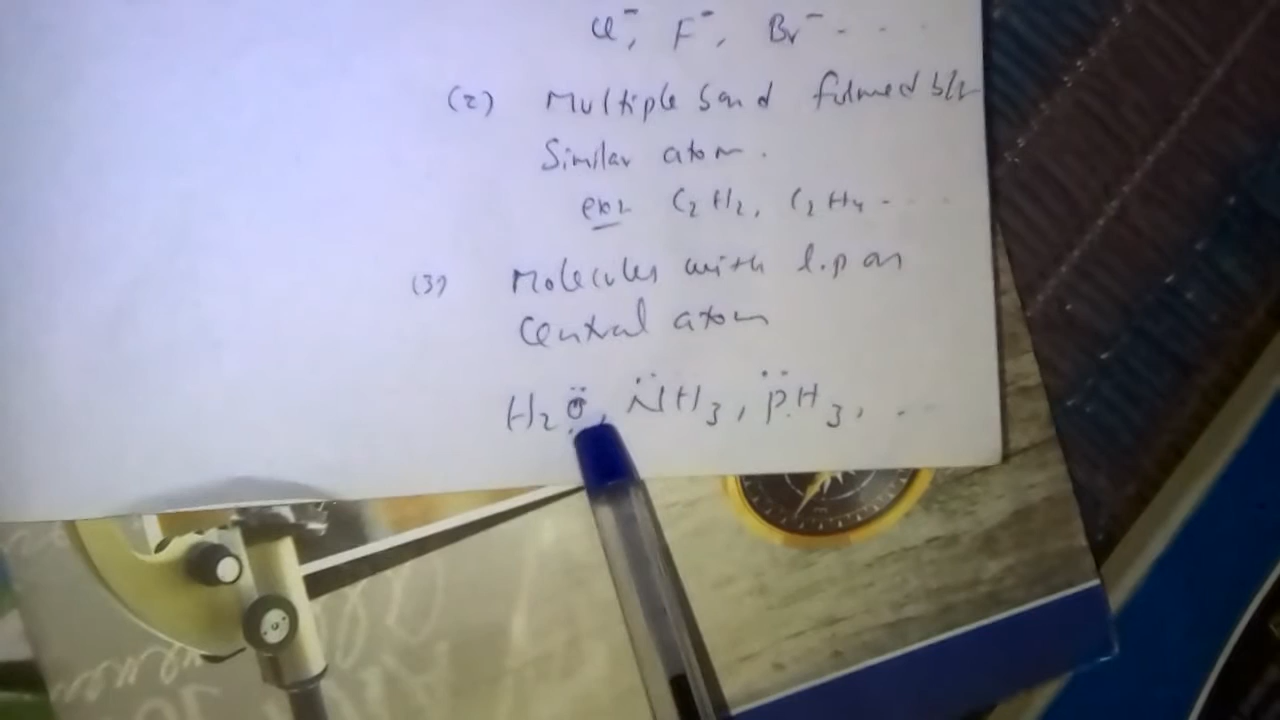 Cl⁻, F⁻, Br⁻ - - -
(2) Multiple bond formed b/w
Similar atom.
ex:- C₂H₂, C₂H₄ - - - -
(3) Molecules with l.p on
Central atom
H₂Ö, N̈H₃, P̈H₃, - -